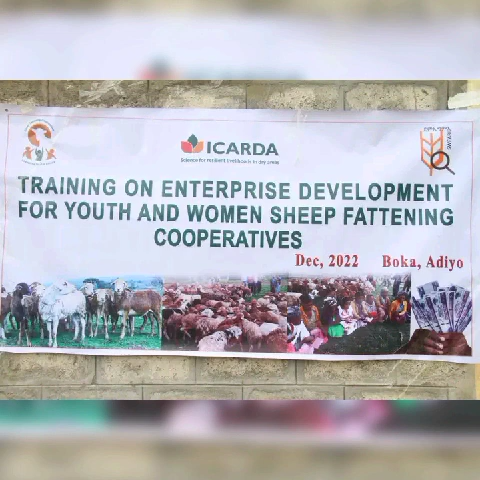 ICARDA
Science for resilient livelihoods in dry areas
TRAINING ON ENTERPRISE DEVELOPMENT
FOR YOUTH AND WOMEN SHEEP FATTENING
COOPERATIVES
Dec, 2022 Boka, Adiyo